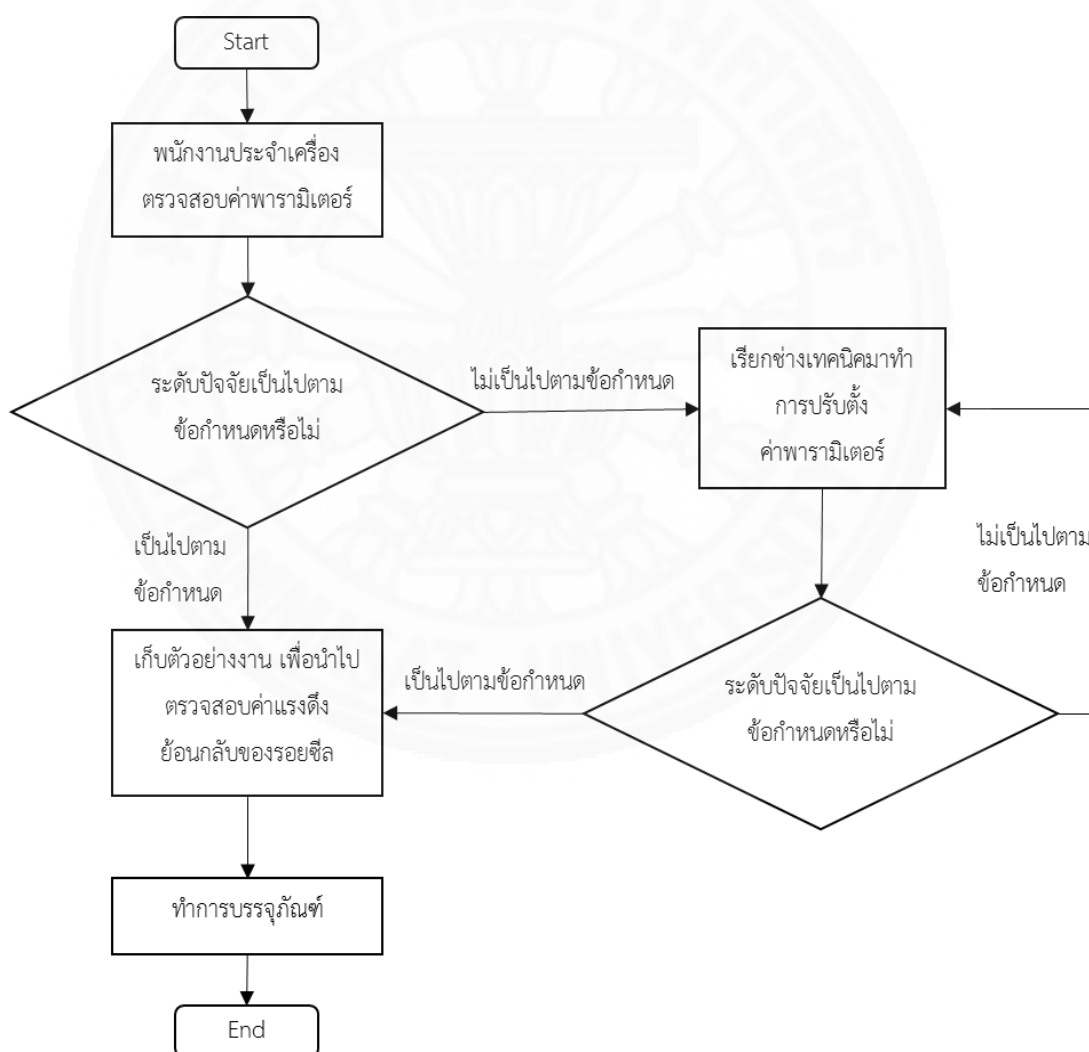 Start
พนักงานประจำเครื่อง
ตรวจสอบค่าพารามิเตอร์
ระดับปัจจัยเป็นไปตาม
ข้อกำหนดหรือไม่
ไม่เป็นไปตามข้อกำหนด
เรียกช่างเทคนิคมาทำ
การปรับตั้ง
ค่าพารามิเตอร์
เป็นไปตาม
ข้อกำหนด
ไม่เป็นไปตาม
ข้อกำหนด
เก็บตัวอย่างงาน เพื่อนำไป
ตรวจสอบค่าแรงดึง
ย้อนกลับของรอยซีล
เป็นไปตามข้อกำหนด
ระดับปัจจัยเป็นไปตาม
ข้อกำหนดหรือไม่
ทำการบรรจุภัณฑ์
End